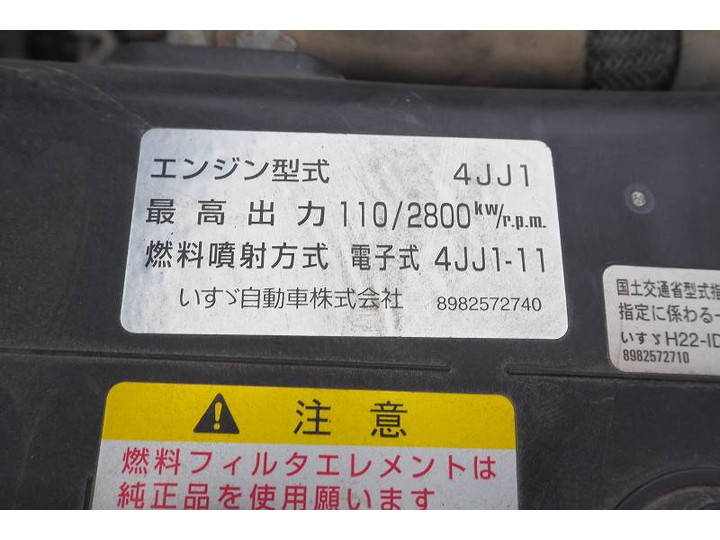 エンジン型式 4JJ1
最高出力 110/2800kW/r.p.m.
燃料噴射方式 電子式 4JJ1-11
いすゞ自動車株式会社 8982572740
国土交通省型式指
指定に係わる一
いすゞH22-ID
8982572710
注意
燃料フィルタエレメントは
純正品を使用願います